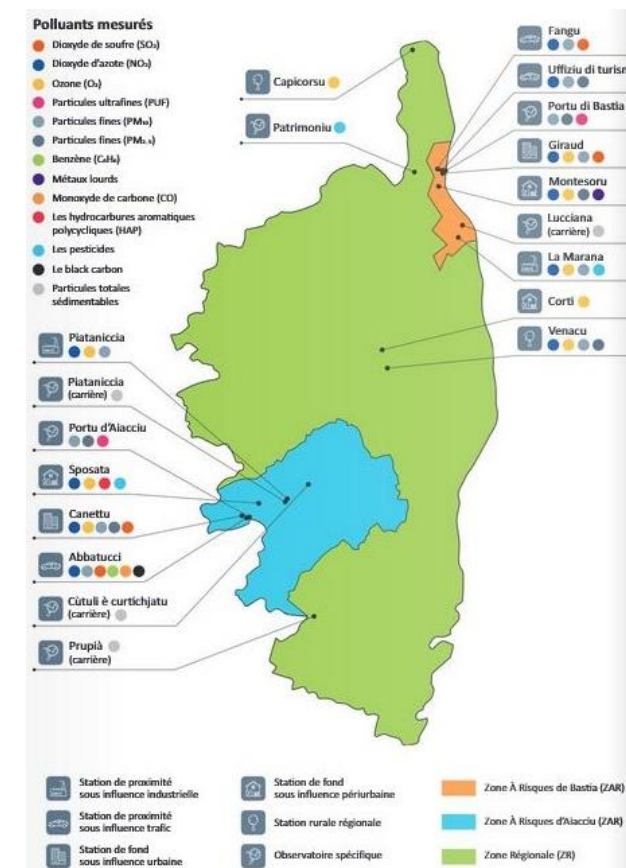 Polluants mesurés
Dioxyde de soufre (SO₂)
Dioxyde d'azote (NO₂)
Ozone (O₃)
Particules ultrafines (PUF)
Particules fines (PM₁₀)
Particules fines (PM₂.₅)
Benzène (C₆H₆)
Métaux lourds
Monoxyde de carbone (CO)
Les hydrocarbures aromatiques
polycycliques (HAP)
Les pesticides
Le black carbon
Particules totales
sédimentables
Capicorsu
Patrimoniu
Fangu
Uffiziu di turism
Portu di Bastia
Giraud
Montesoru
Lucciana
(carrière)
La Marana
Corti
Venacu
Piataniccia
Piataniccia
(carrière)
Portu d'Aiacciu
Sposata
Canettu
Abbatucci
Cùtuli è curtichjatu
(carrière)
Prupià
(carrière)
Station de proximité
sous influence industrielle
Station de proximité
sous influence trafic
Station de fond
sous influence urbaine
Station de fond
sous influence périurbaine
Station rurale régionale
Observatoire spécifique
Zone À Risques de Bastia (ZAR)
Zone À Risques d'Aiacciu (ZAR)
Zone Régionale (ZR)